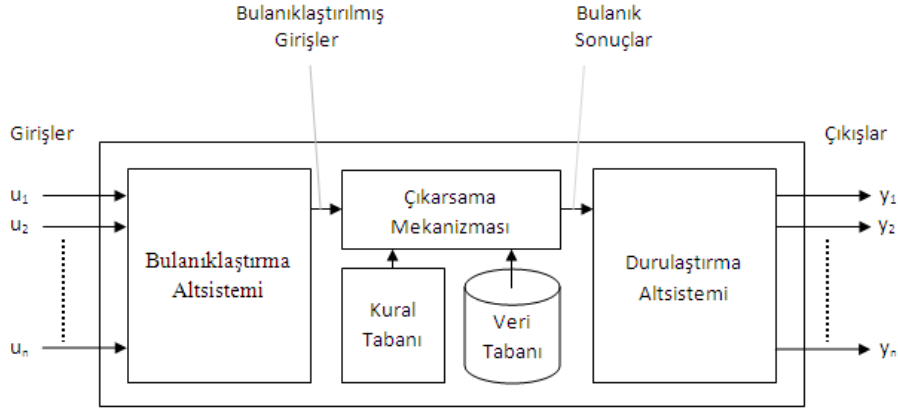 Bulanıklaştırılmış
Girişler
Bulanık
Sonuçlar
Girişler
Çıkışlar
u1
u2
un
Bulanıklaştırma
Altsistemi
Çıkarsama
Mekanizması
Kural
Tabanı
Veri
Tabanı
Durulaştırma
Altsistemi
y1
y2
yn